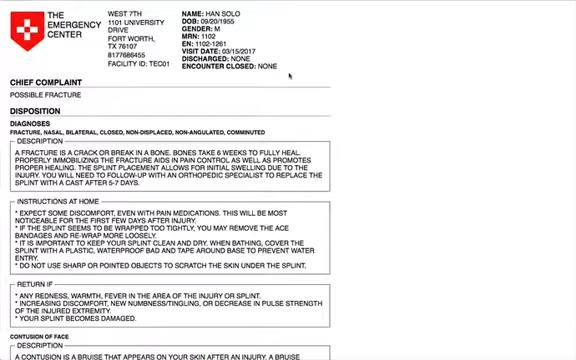 THE
EMERGENCY
CENTER
WEST 7TH
1101 UNIVERSITY
DRIVE
FORT WORTH,
TX 76107
8177686455
FACILITY ID: TEC01
NAME: HAN SOLO
DOB: 09/20/1955
GENDER: M
MRN: 1102
EN: 1102-1261
VISIT DATE: 03/15/2017
DISCHARGED: NONE
ENCOUNTER CLOSED: NONE
CHIEF COMPLAINT
POSSIBLE FRACTURE
DISPOSITION
DIAGNOSES
FRACTURE, NASAL, BILATERAL, CLOSED, NON-DISPLACED, NON-ANGULATED, COMMINUTED
DESCRIPTION
A FRACTURE IS A CRACK OR BREAK IN A BONE. BONES TAKE 6 WEEKS TO FULLY HEAL.
PROPERLY IMMOBILIZING THE FRACTURE AIDS IN PAIN CONTROL AS WELL AS PROMOTES
PROPER HEALING. THE SPLINT PLACEMENT ALLOWS FOR INITIAL SWELLING DUE TO THE
INJURY. YOU WILL NEED TO FOLLOW-UP WITH AN ORTHOPEDIC SPECIALIST TO REPLACE THE
SPLINT WITH A CAST AFTER 5-7 DAYS.
INSTRUCTIONS AT HOME
* EXPECT SOME DISCOMFORT, EVEN WITH PAIN MEDICATIONS. THIS WILL BE MOST
NOTICEABLE FOR THE FIRST FEW DAYS AFTER INJURY.
* IF THE SPLINT SEEMS TO BE WRAPPED TOO TIGHTLY, YOU MAY REMOVE THE ACE
BANDAGES AND RE-WRAP MORE LOOSELY.
* IT IS IMPORTANT TO KEEP YOUR SPLINT CLEAN AND DRY. WHEN BATHING, COVER THE
SPLINT WITH A PLASTIC, WATERPROOF BAD AND TAPE AROUND BASE TO PREVENT WATER
ENTRY.
* DO NOT USE SHARP OR POINTED OBJECTS TO SCRATCH THE SKIN UNDER THE SPLINT.
RETURN IF
* ANY REDNESS, WARMTH, FEVER IN THE AREA OF THE INJURY OR SPLINT.
* INCREASING DISCOMFORT, NEW NUMBNESS/TINGLING, OR DECREASE IN PULSE STRENGTH
OF THE INJURED EXTREMITY.
* YOUR SPLINT BECOMES DAMAGED.
CONTUSION OF FACE
DESCRIPTION
A CONTUSION IS A BRUISE THAT APPEARS ON YOUR SKIN AFTER AN INJURY. A BRUISE